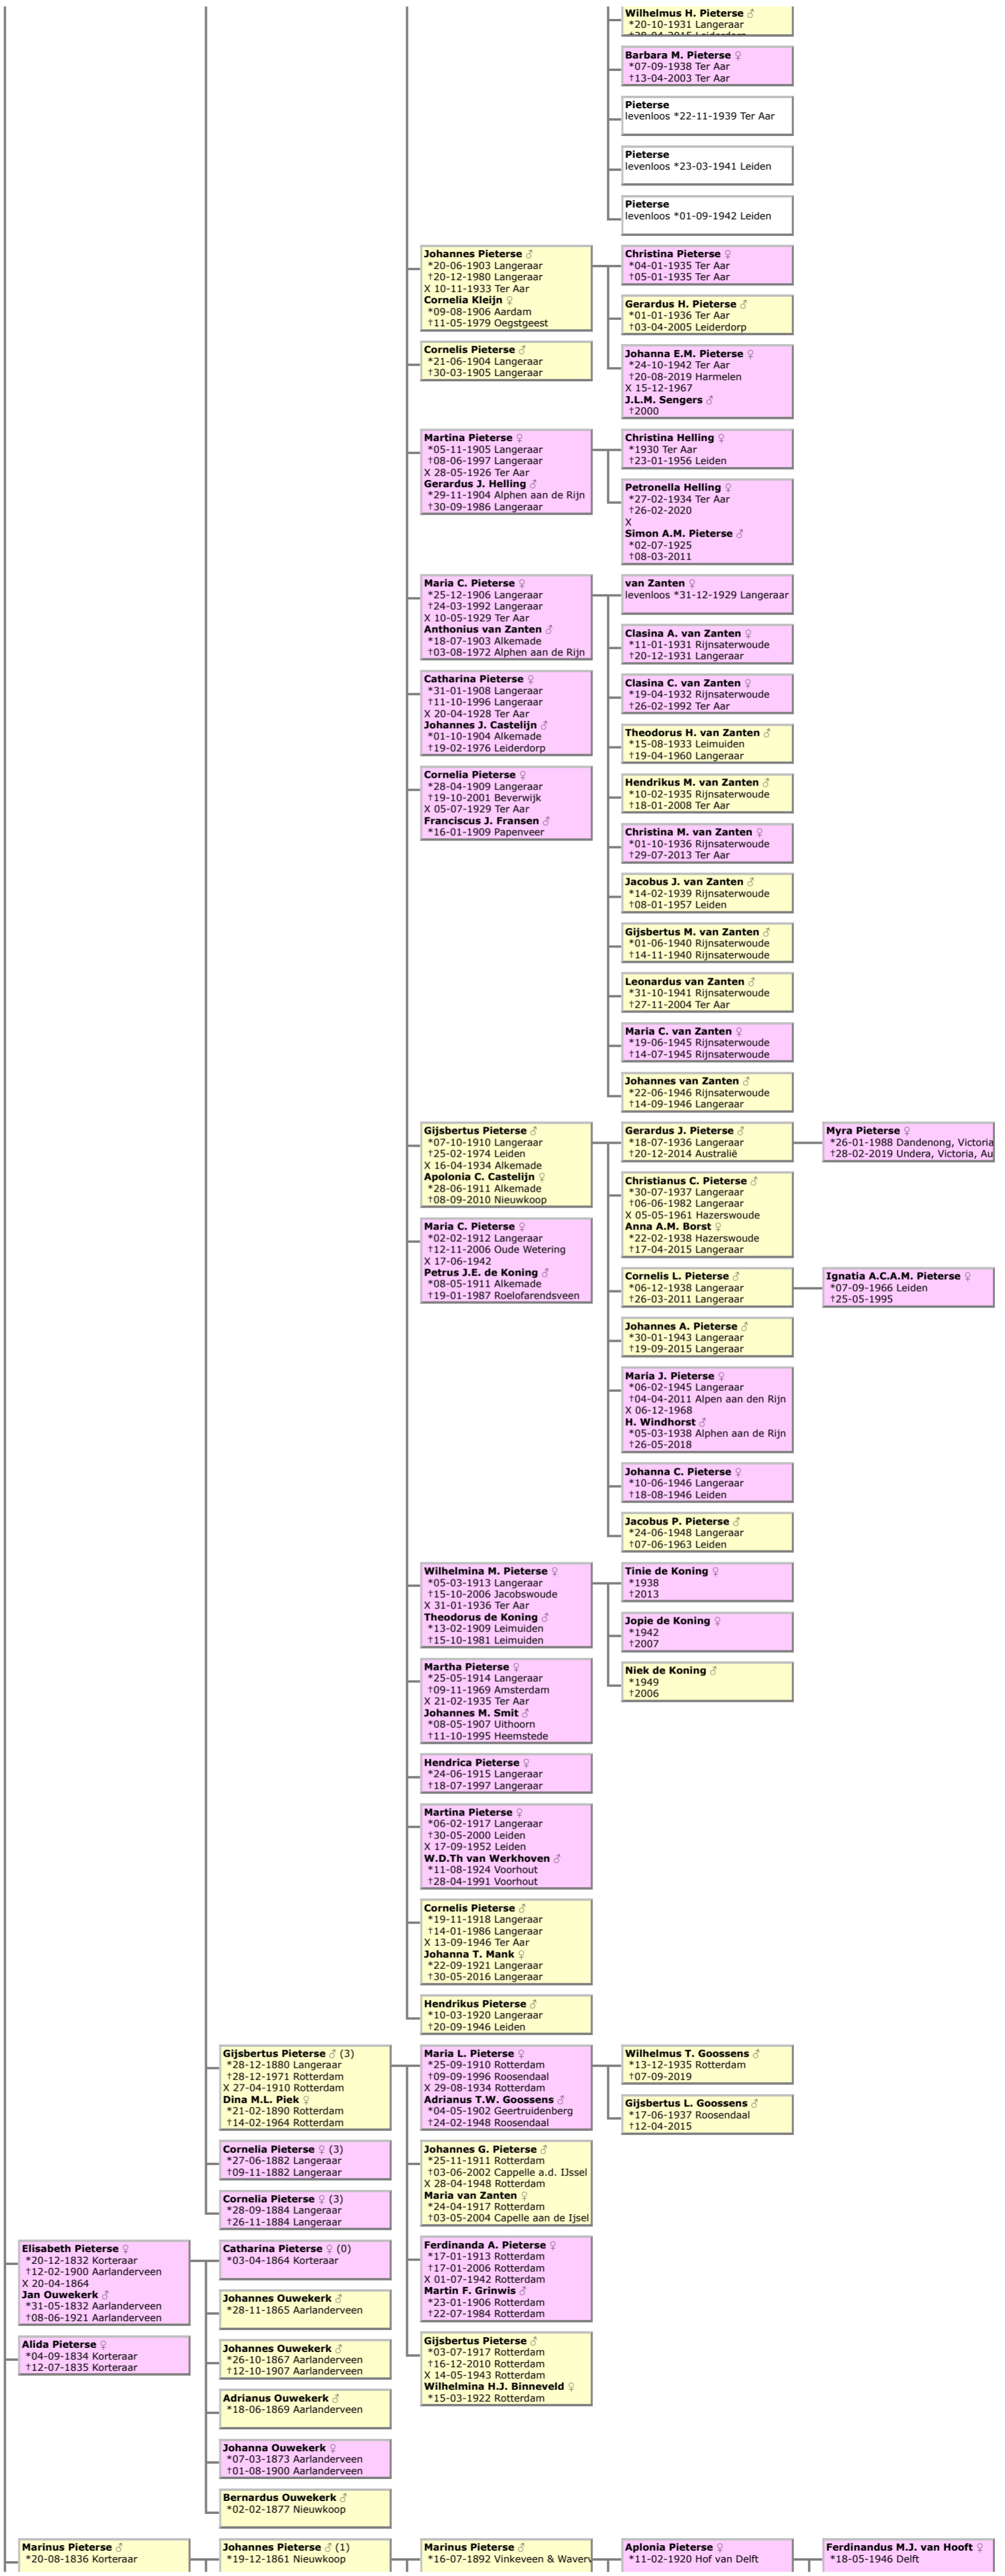 Wilhelmus H. Pieterse ♂
*20-10-1931 Langeraar
†28-04-2015 Leiderdorp
Barbara M. Pieterse ♀
*07-09-1938 Ter Aar
†13-04-2003 Ter Aar
Pieterse
levenloos *22-11-1939 Ter Aar
Pieterse
levenloos *23-03-1941 Leiden
Pieterse
levenloos *01-09-1942 Leiden
Johannes Pieterse ♂
*20-06-1903 Langeraar
†20-12-1980 Langeraar
X 10-11-1933 Ter Aar
Cornelia Kleijn ♀
*09-08-1906 Aardam
†11-05-1979 Oegstgeest
Christina Pieterse ♀
*04-01-1935 Ter Aar
†05-01-1935 Ter Aar
Gerardus H. Pieterse ♂
*01-01-1936 Ter Aar
†03-04-2005 Leiderdorp
Johanna E.M. Pieterse ♀
*24-10-1942 Ter Aar
†20-08-2019 Harmelen
X 15-12-1967
J.L.M. Sengers ♂
†2000
Cornelis Pieterse ♂
*21-06-1904 Langeraar
†30-03-1905 Langeraar
Martina Pieterse ♀
*05-11-1905 Langeraar
†08-06-1997 Langeraar
X 28-05-1926 Ter Aar
Gerardus J. Helling ♂
*29-11-1904 Alphen aan de Rijn
†30-09-1986 Langeraar
Christina Helling ♀
*1930 Ter Aar
†23-01-1956 Leiden
Petronella Helling ♀
*27-02-1934 Ter Aar
†26-02-2020
X
Simon A.M. Pieterse ♂
*02-07-1925
†08-03-2011
Maria C. Pieterse ♀
*25-12-1906 Langeraar
†24-03-1992 Langeraar
X 10-05-1929 Ter Aar
Anthonius van Zanten ♂
*18-07-1903 Alkemade
†03-08-1972 Alphen aan de Rijn
van Zanten ♀
levenloos *31-12-1929 Langeraar
Clasina A. van Zanten ♀
*11-01-1931 Rijnsaterwoude
†20-12-1931 Langeraar
Clasina C. van Zanten ♀
*19-04-1932 Rijnsaterwoude
†26-02-1992 Ter Aar
Theodorus H. van Zanten ♂
*15-08-1933 Leimuiden
†19-04-1960 Langeraar
Hendrikus M. van Zanten ♂
*10-02-1935 Rijnsaterwoude
†18-01-2008 Ter Aar
Christina M. van Zanten ♀
*01-10-1936 Rijnsaterwoude
†29-07-2013 Ter Aar
Jacobus J. van Zanten ♂
*14-02-1939 Rijnsaterwoude
†08-01-1957 Leiden
Gijsbertus M. van Zanten ♂
*01-06-1940 Rijnsaterwoude
†14-11-1940 Rijnsaterwoude
Leonardus van Zanten ♂
*31-10-1941 Rijnsaterwoude
†27-11-2004 Ter Aar
Maria C. van Zanten ♀
*19-06-1945 Rijnsaterwoude
†14-07-1945 Rijnsaterwoude
Johannes van Zanten ♂
*22-06-1946 Rijnsaterwoude
†14-09-1946 Langeraar
Catharina Pieterse ♀
*31-01-1908 Langeraar
†11-10-1996 Langeraar
X 20-04-1928 Ter Aar
Johannes J. Castelijn ♂
*01-10-1904 Alkemade
†19-02-1976 Leiderdorp
Cornelia Pieterse ♀
*28-04-1909 Langeraar
†19-10-2001 Beverwijk
X 05-07-1929 Ter Aar
Franciscus J. Fransen ♂
*16-01-1909 Papenveer
Gijsbertus Pieterse ♂
*07-10-1910 Langeraar
†25-02-1974 Leiden
X 16-04-1934 Alkemade
Apolonia C. Castelijn ♀
*28-06-1911 Alkemade
†08-09-2010 Nieuwkoop
Gerardus J. Pieterse ♂
*18-07-1936 Langeraar
†20-12-2014 Australië
Myra Pieterse ♀
*26-01-1988 Dandenong, Victoria
†28-02-2019 Undera, Victoria, Au
Christianus C. Pieterse ♂
*30-07-1937 Langeraar
†06-06-1982 Langeraar
X 05-05-1961 Hazerswoude
Anna A.M. Borst ♀
*22-02-1938 Hazerswoude
†17-04-2015 Langeraar
Cornelis L. Pieterse ♂
*06-12-1938 Langeraar
†26-03-2011 Langeraar
Ignatia A.C.A.M. Pieterse ♀
*07-09-1966 Leiden
†25-05-1995
Johannes A. Pieterse ♂
*30-01-1943 Langeraar
†19-09-2015 Langeraar
Maria J. Pieterse ♀
*06-02-1945 Langeraar
†04-04-2011 Alpen aan den Rijn
X 06-12-1968
H. Windhorst ♂
*05-03-1938 Alphen aan de Rijn
†26-05-2018
Johanna C. Pieterse ♀
*10-06-1946 Langeraar
†18-08-1946 Leiden
Jacobus P. Pieterse ♂
*24-06-1948 Langeraar
†07-06-1963 Leiden
Maria C. Pieterse ♀
*02-02-1912 Langeraar
†12-11-2006 Oude Wetering
X 17-06-1942
Petrus J.E. de Koning ♂
*08-05-1911 Alkemade
†19-01-1987 Roelofarendsveen
Wilhelmina M. Pieterse ♀
*05-03-1913 Langeraar
†15-10-2006 Jacobswoude
X 31-01-1936 Ter Aar
Theodorus de Koning ♂
*13-02-1909 Leimuiden
†15-10-1981 Leimuiden
Tinie de Koning ♀
*1938
†2013
Jopie de Koning ♀
*1942
†2007
Niek de Koning ♂
*1949
†2006
Martha Pieterse ♀
*25-05-1914 Langeraar
†09-11-1969 Amsterdam
X 21-02-1935 Ter Aar
Johannes M. Smit ♂
*08-05-1907 Uithoorn
†11-10-1995 Heemstede
Hendrica Pieterse ♀
*24-06-1915 Langeraar
†18-07-1997 Langeraar
Martina Pieterse ♀
*06-02-1917 Langeraar
†30-05-2000 Leiden
X 17-09-1952 Leiden
W.D.Th van Werkhoven ♂
*11-08-1924 Voorhout
†28-04-1991 Voorhout
Cornelis Pieterse ♂
*19-11-1918 Langeraar
†14-01-1986 Langeraar
X 13-09-1946 Ter Aar
Johanna T. Mank ♀
*22-09-1921 Langeraar
†30-05-2016 Langeraar
Hendrikus Pieterse ♂
*10-03-1920 Langeraar
†20-09-1946 Leiden
Gijsbertus Pieterse ♂ (3)
*28-12-1880 Langeraar
†28-12-1971 Rotterdam
X 27-04-1910 Rotterdam
Dina M.L. Piek ♀
*21-02-1890 Rotterdam
†14-02-1964 Rotterdam
Maria L. Pieterse ♀
*25-09-1910 Rotterdam
†09-09-1996 Roosendaal
X 29-08-1934 Rotterdam
Adrianus T.W. Goossens ♂
*04-05-1902 Geertruidenberg
†24-02-1948 Roosendaal
Wilhelmus T. Goossens ♂
*13-12-1935 Rotterdam
†07-09-2019
Gijsbertus L. Goossens ♂
*17-06-1937 Roosendaal
†12-04-2015
Cornelia Pieterse ♀ (3)
*27-06-1882 Langeraar
†09-11-1882 Langeraar
Johannes G. Pieterse ♂
*25-11-1911 Rotterdam
†03-06-2002 Cappelle a.d. IJssel
X 28-04-1948 Rotterdam
Maria van Zanten ♀
*24-04-1917 Rotterdam
†03-05-2004 Capelle aan de Ijsel
Cornelia Pieterse ♀ (3)
*28-09-1884 Langeraar
†26-11-1884 Langeraar
Elisabeth Pieterse ♀
*20-12-1832 Korteraar
†12-02-1900 Aarlanderveen
X 20-04-1864
Jan Ouwekerk ♂
*31-05-1832 Aarlanderveen
†08-06-1921 Aarlanderveen
Catharina Pieterse ♀ (0)
*03-04-1864 Korteraar
Ferdinanda A. Pieterse ♀
*17-01-1913 Rotterdam
†17-01-2006 Rotterdam
X 01-07-1942 Rotterdam
Martin F. Grinwis ♂
*23-01-1906 Rotterdam
†22-07-1984 Rotterdam
Johannes Ouwekerk ♂
*28-11-1865 Aarlanderveen
Alida Pieterse ♀
*04-09-1834 Korteraar
†12-07-1835 Korteraar
Johannes Ouwekerk ♂
*26-10-1867 Aarlanderveen
†12-10-1907 Aarlanderveen
Gijsbertus Pieterse ♂
*03-07-1917 Rotterdam
†16-12-2010 Rotterdam
X 14-05-1943 Rotterdam
Wilhelmina H.J. Binneveld ♀
*15-03-1922 Rotterdam
Adrianus Ouwekerk ♂
*18-06-1869 Aarlanderveen
Johanna Ouwekerk ♀
*07-03-1873 Aarlanderveen
†01-08-1900 Aarlanderveen
Bernardus Ouwekerk ♂
*02-02-1877 Nieuwkoop
Marinus Pieterse ♂
*20-08-1836 Korteraar
Johannes Pieterse ♂ (1)
*19-12-1861 Nieuwkoop
Marinus Pieterse ♂
*16-07-1892 Vinkeveen & Waverv
Aplonia Pieterse ♀
*11-02-1920 Hof van Delft
Ferdinandus M.J. van Hooft ♀
*18-05-1946 Delft